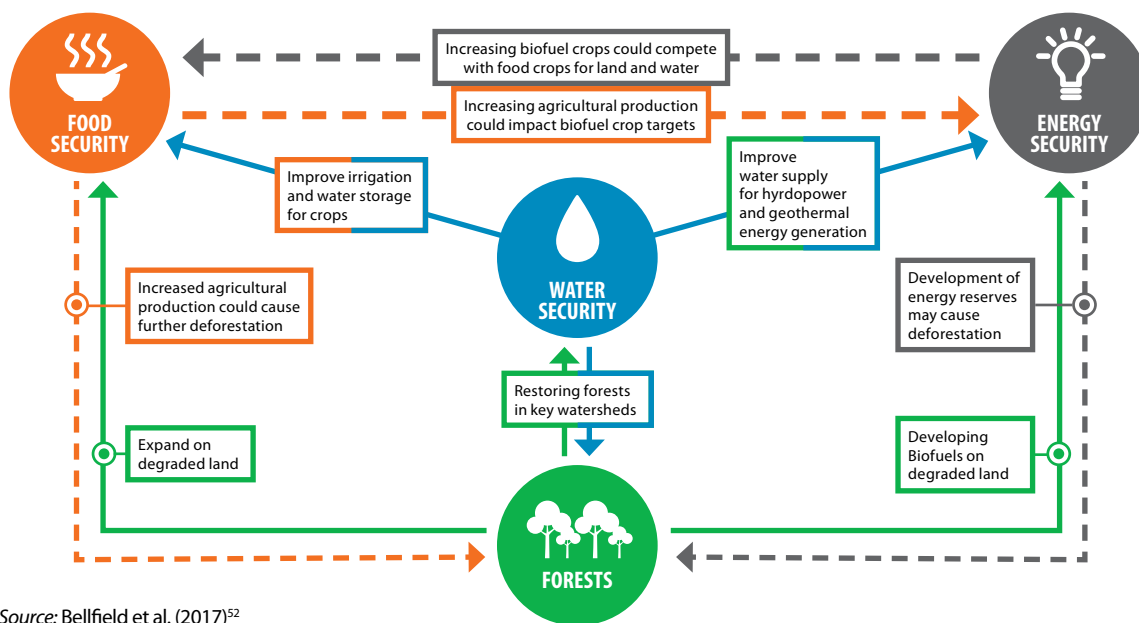 Increasing biofuel crops could compete
with food crops for land and water
Increasing agricultural production
could impact biofuel crop targets
FOOD
SECURITY
ENERGY
SECURITY
Improve irrigation
and water storage
for crops
Improve
water supply
for hyrdopower
and geothermal
energy generation
WATER
SECURITY
Increased agricultural
production could cause
further deforestation
Development of
energy reserves
may cause
deforestation
Restoring forests
in key watersheds
Expand on
degraded land
Developing
Biofuels on
degraded land
FORESTS
Source: Bellfield et al. (2017)52